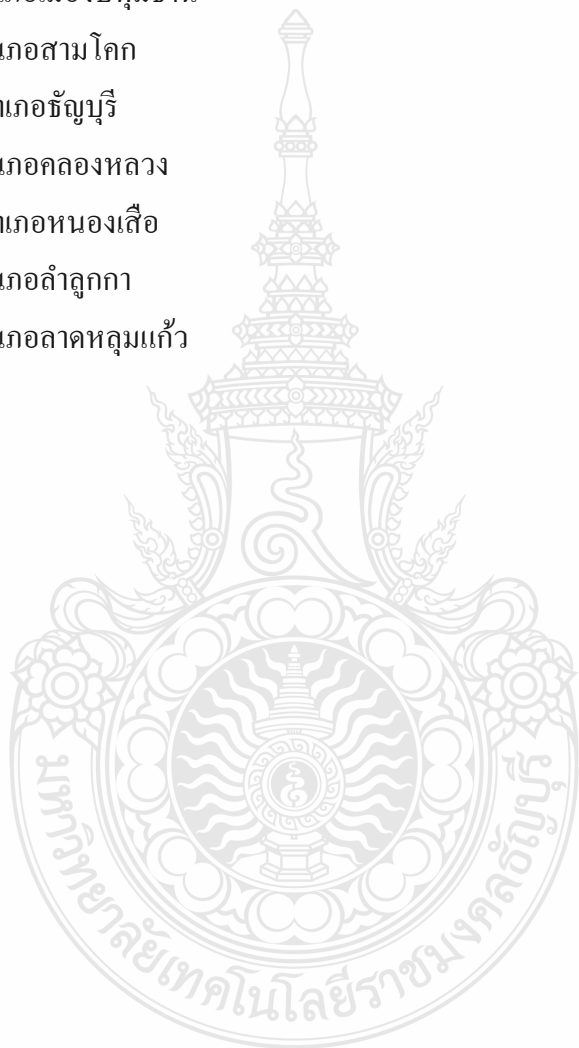 เภอสามโคก
เภอธัญบุรี
เภอคลองหลวง
เภอหนองเสือ
เภอลำลูกกา
เภอลาดหลุมแก้ว
มหาวิทยาลัยเทคโนโลยีราชมงคลธัญบุรี